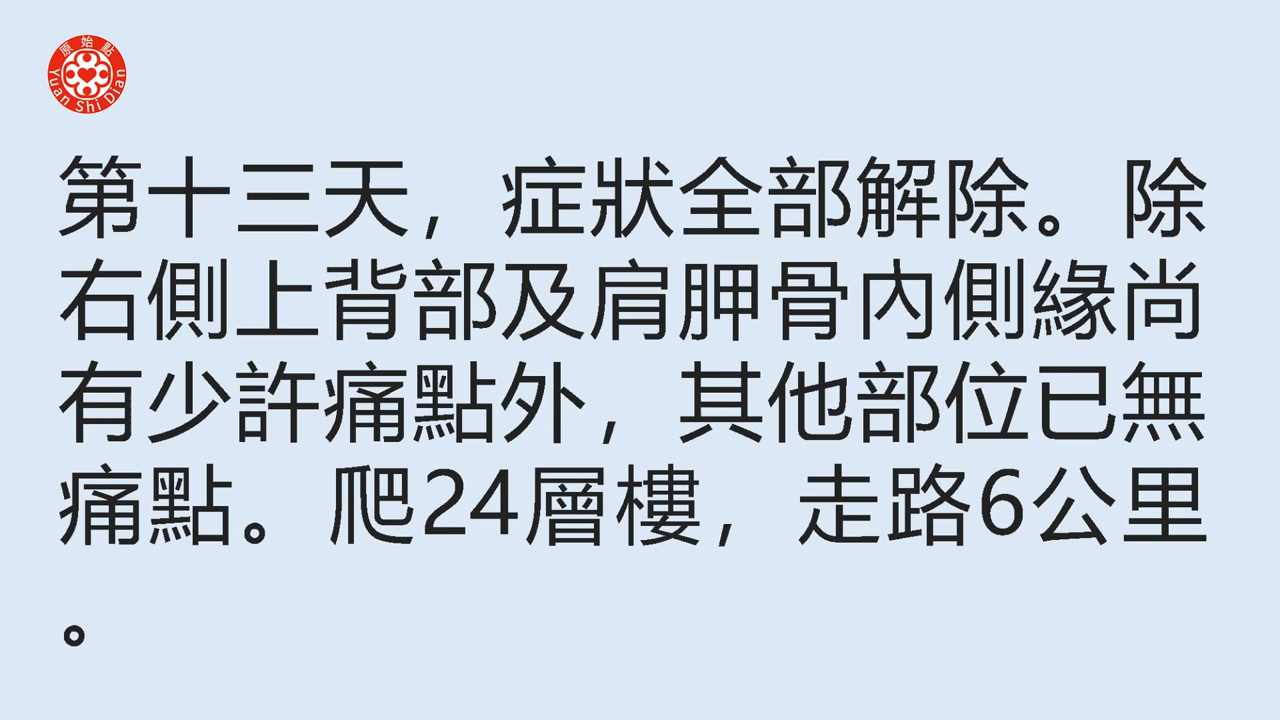 原始點
Yuan Shi Dian
第十三天，症狀全部解除。除
右側上背部及肩胛骨內側緣尚
有少許痛點外，其他部位已無
痛點。爬24層樓，走路6公里
。